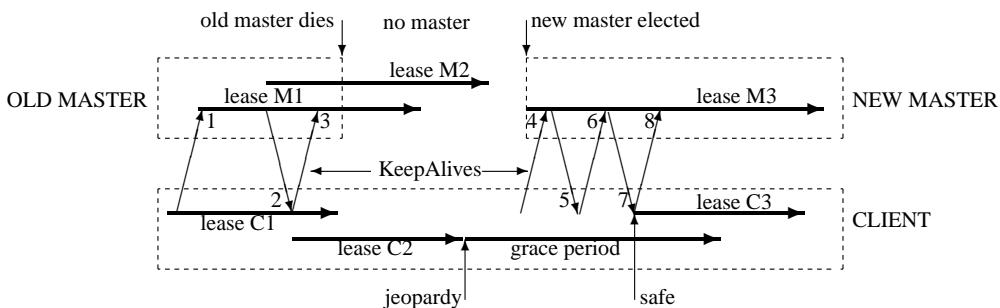 old master dies
no master
new master elected
lease M2
OLD MASTER
lease M1
lease M3
NEW MASTER
1
3
4
6
8
KeepAlives
2
5
7
lease C1
lease C3
CLIENT
lease C2
grace period
jeopardy
safe